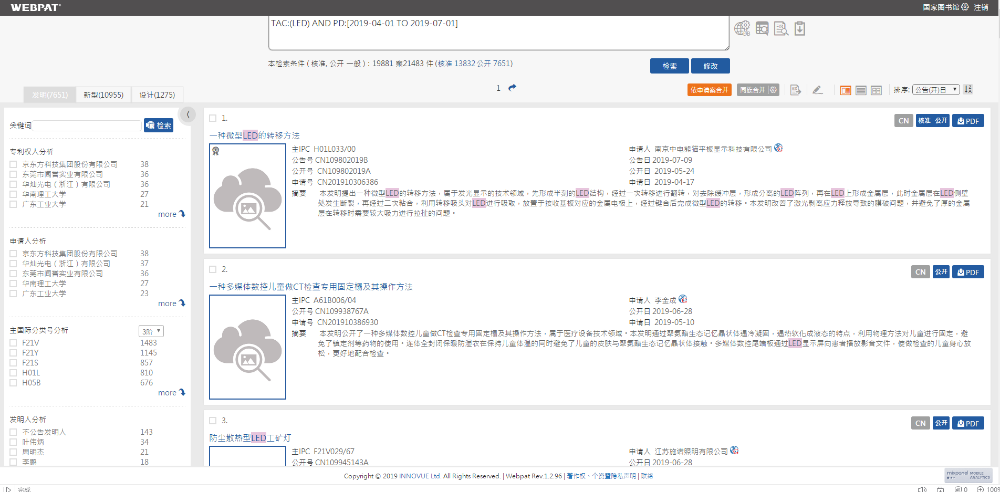 WEBPAT®
国家图书馆 注销
TAC:(LED) AND PD:[2019-04-01 TO 2019-07-01]
DB
本检索条件 ( 核准, 公开 一般 ) : 19881 案21483 件 (核准 13832 公开 7651)
检索 修改
发明(7651) 新型(10955) 设计(1275)
1
依申请案合并 同族合并
排序: 公告(开)日
关键词 检索
专利权人分析
京东方科技集团股份有限公司 38
东莞市闻誉实业有限公司 36
华灿光电 ( 浙江 ) 有限公司 36
华南理工大学 27
广东工业大学 21
more
申请人分析
京东方科技集团股份有限公司 38
华灿光电 ( 浙江 ) 有限公司 37
东莞市闻誉实业有限公司 36
华南理工大学 27
广东工业大学 23
more
主国际分类号分析 3阶
F21V 1483
F21Y 1145
F21S 857
H01L 810
H05B 676
more
发明人分析
不公告发明人 143
叶伟炳 34
周明杰 21
李鹏 18
1.
CN 核准 公开 PDF
一种微型LED的转移方法
主IPC H01L033/00
申请人 南京中电熊猫平板显示科技有限公司
公告号 CN109802019B
公告日 2019-07-09
公开号 CN109802019A
公开日 2019-05-24
申请号 CN201910306386
申请日 2019-04-17
摘要 本发明提出一种微型LED的转移方法，属于发光显示的技术领域，先形成半刻的LED结构，经过一次转移进行翻转，对去除缓冲层，形成分离的LED阵列，再在LED上形成金属层，此时金属层在LED侧壁
处发生断裂，再经过二次粘合，利用转移吸头对LED进行吸取，放置于接收基板对应的金属电极上，经过键合后完成微型LED的转移。本发明改善了激光剥离应力释放导致的膜破问题，并避免了厚的金属
层在转移时需要较大吸力进行拉扯的问题。
2.
CN 公开 PDF
一种多媒体数控儿童做CT检查专用固定榻及其操作方法
主IPC A61B006/04
申请人 李金成
公开号 CN109938767A
公开日 2019-06-28
申请号 CN201910386930
申请日 2019-05-10
摘要 本发明公开了一种多媒体数控儿童做CT检查专用固定榻及其操作方法，属于医疗设备技术领域。本发明通过聚氨酯生态记忆晶状体遇冷凝固，遇热软化成液态的特点，利用物理方法对儿童进行固定，避
免了镇定剂等药物的使用。连体全封闭保暖防湿衣在保持儿童体温的同时避免了儿童的皮肤与聚氨酯生态记忆晶状体接触。多媒体数控尾端板通过LED显示屏向患者播放影音文件，使做检查的儿童身心放
松，更好地配合检查。
3.
CN 公开 PDF
防尘散热型LED工矿灯
主IPC F21V029/67
申请人 江苏施诺照明有限公司
公开号 CN109945143A
公开日 2019-06-28
Copyright © 2019 INNOVUE Ltd. All Rights Reserved. | Webpat Rev.1.2.96 | 著作权、个资暨隐私声明 | 联络
mixpanel MOBILE ANALYTICS
完成
0
100%